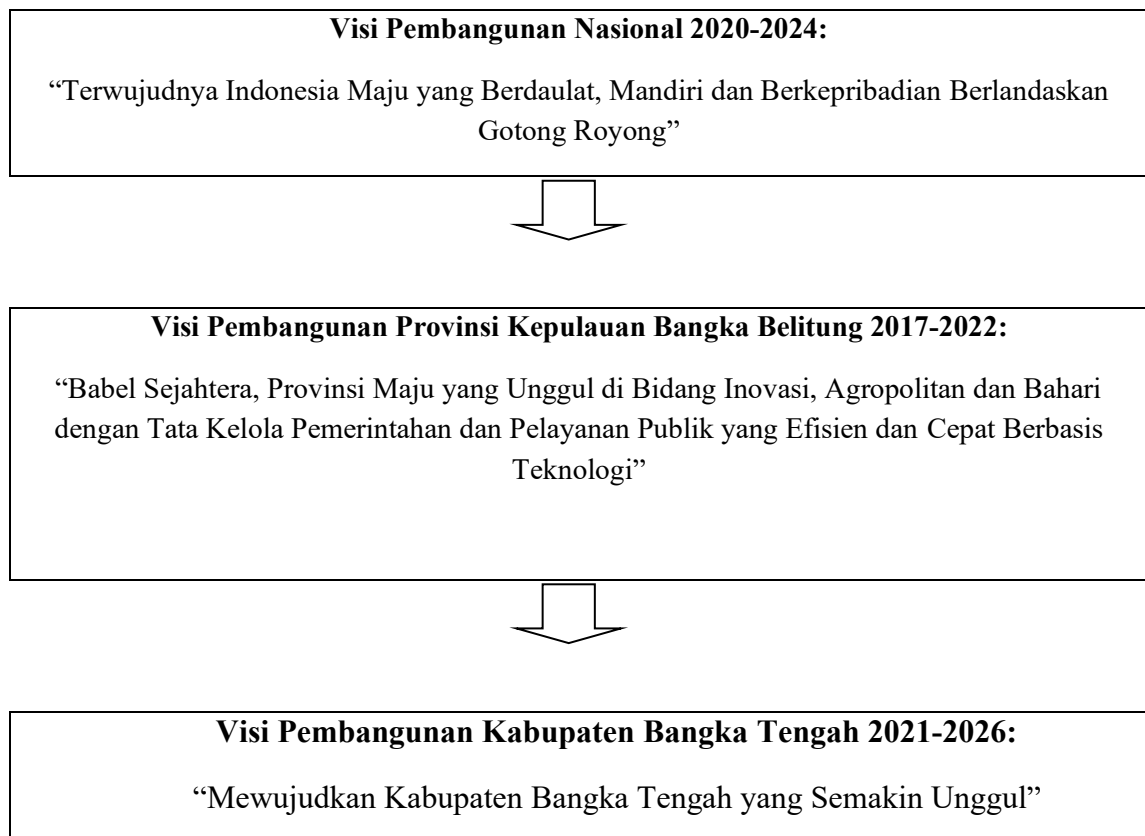 Visi Pembangunan Nasional 2020-2024:
“Terwujudnya Indonesia Maju yang Berdaulat, Mandiri dan Berkepribadian Berlandaskan
Gotong Royong”
Visi Pembangunan Provinsi Kepulauan Bangka Belitung 2017-2022:
“Babel Sejahtera, Provinsi Maju yang Unggul di Bidang Inovasi, Agropolitan dan Bahari
dengan Tata Kelola Pemerintahan dan Pelayanan Publik yang Efisien dan Cepat Berbasis
Teknologi”
Visi Pembangunan Kabupaten Bangka Tengah 2021-2026:
“Mewujudkan Kabupaten Bangka Tengah yang Semakin Unggul”